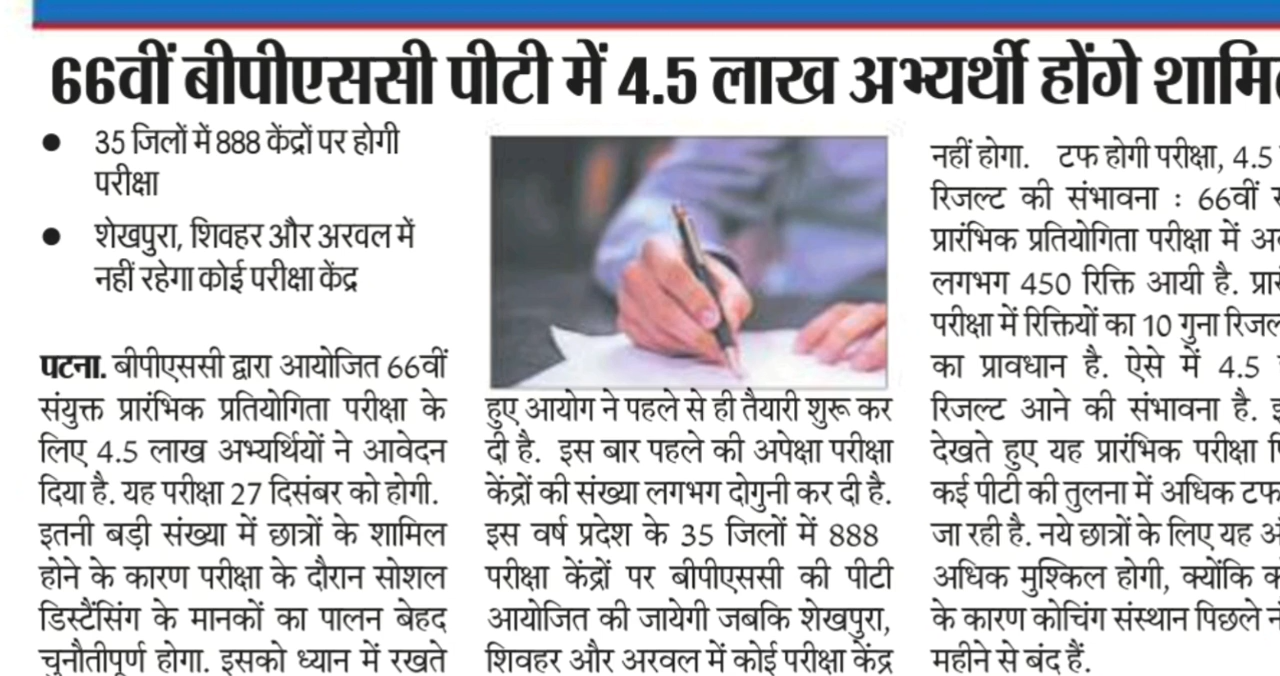 66वीं बीपीएससी पीटी में 4.5 लाख अभ्यर्थी होंगे
● 35 जिलों में 888 केंद्रों पर होगी
परीक्षा
● शेखपुरा, शिवहर और अरवल में
नहीं रहेगा कोई परीक्षा केंद्र
पटना. बीपीएससी द्वारा आयोजित 66वीं
संयुक्त प्रारंभिक प्रतियोगिता परीक्षा के
लिए 4.5 लाख अभ्यर्थियों ने आवेदन
दिया है. यह परीक्षा 27 दिसंबर को होगी.
इतनी बड़ी संख्या में छात्रों के शामिल
होने के कारण परीक्षा के दौरान सोशल
डिस्टैंसिंग के मानकों का पालन बेहद
चुनौतीपूर्ण होगा. इसको ध्यान में रखते
हुए आयोग ने पहले से ही तैयारी शुरू कर
दी है. इस बार पहले की अपेक्षा परीक्षा
केंद्रों की संख्या लगभग दोगुनी कर दी है.
इस वर्ष प्रदेश के 35 जिलों में 888
परीक्षा केंद्रों पर बीपीएससी की पीटी
आयोजित की जायेगी जबकि शेखपुरा,
शिवहर और अरवल में कोई परीक्षा केंद्र
नहीं होगा. टफ होगी परीक्षा, 4.5
रिजल्ट की संभावना : 66वीं
प्रारंभिक प्रतियोगिता परीक्षा में
लगभग 450 रिक्ति आयी है.
परीक्षा में रिक्तियों का 10 गुना
का प्रावधान है. ऐसे में 4.5
रिजल्ट आने की संभावना है.
देखते हुए यह प्रारंभिक परीक्षा
कई पीटी की तुलना में अधिक टफ
जा रही है. नये छात्रों के लिए यह
अधिक मुश्किल होगी, क्योंकि
के कारण कोचिंग संस्थान पिछले
महीने से बंद हैं.